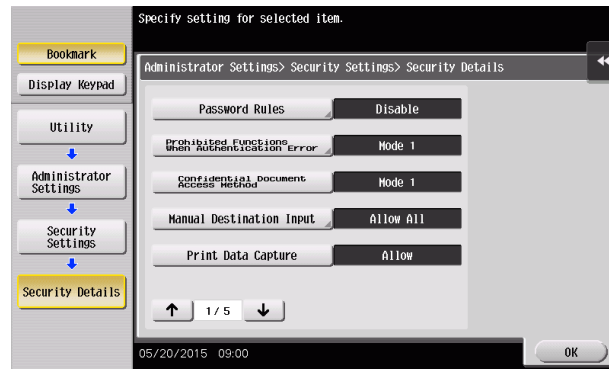 Specify setting for selected item.
Bookmark
Display Keypad
Utility
Administrator
Settings
Security
Settings
Security Details
Administrator Settings> Security Settings> Security Details
Password Rules
Disable
Prohibited Functions
When Authentication Error
Mode 1
Confidential Document
Access Method
Mode 1
Manual Destination Input
Allow All
Print Data Capture
Allow
1/ 5
05/20/2015 09:00
OK